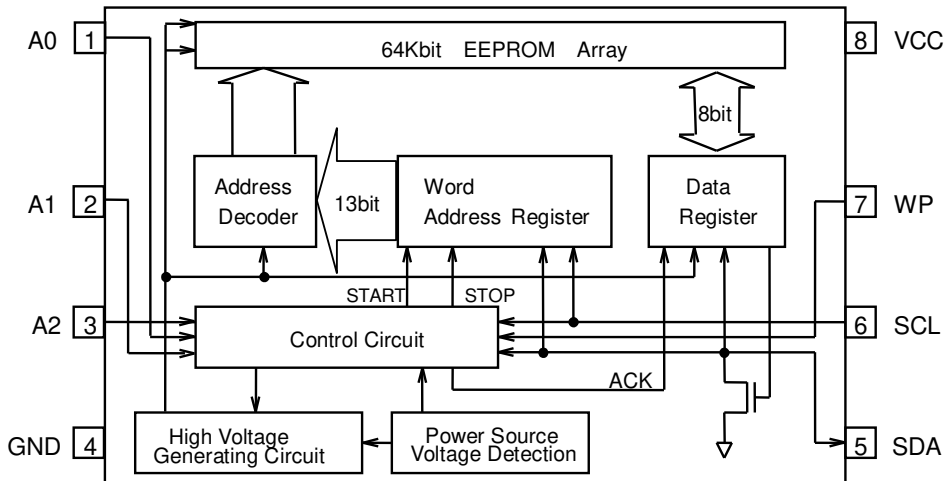 A0 1
64Kbit EEPROM Array
8 VCC
8bit
A1 2
Address
Decoder
13bit
Word
Address Register
Data
Register
7 WP
START
STOP
A2 3
Control Circuit
6 SCL
ACK
GND 4
High Voltage
Generating Circuit
Power Source
Voltage Detection
5 SDA